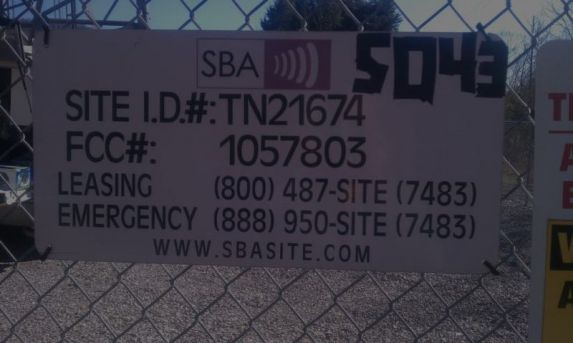 SBA 5043
SITE I.D.#: TN21674
FCC#: 1057803
LEASING (800) 487-SITE (7483)
EMERGENCY (888) 950-SITE (7483)
WWW.SBASITE.COM